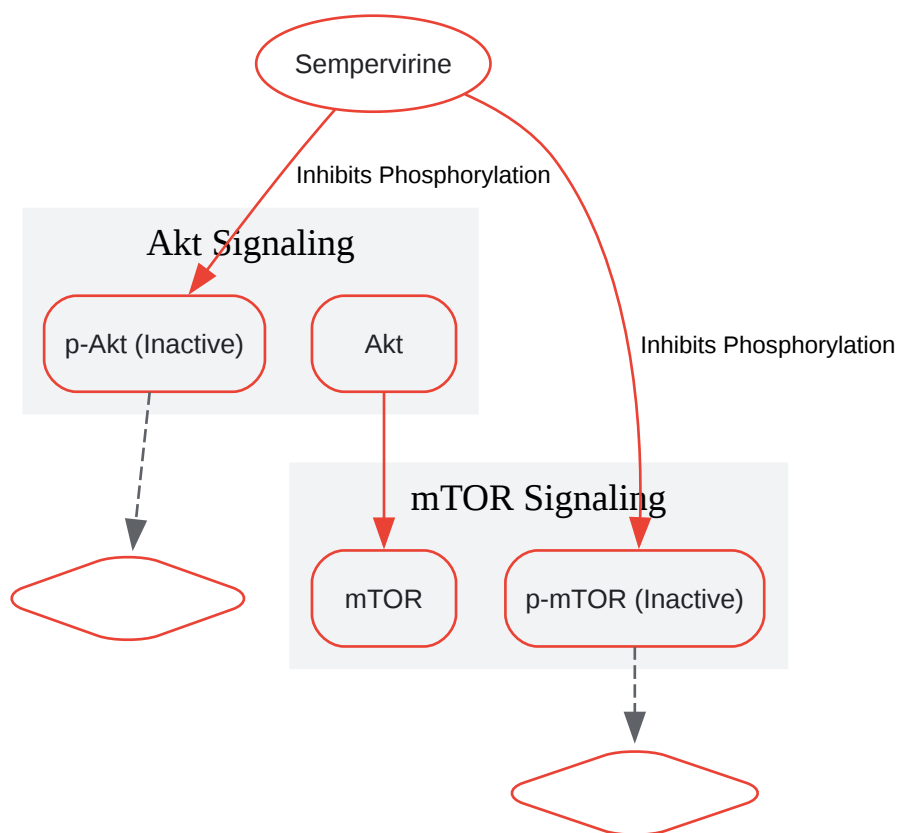 Sempervirine
Inhibits Phosphorylation
Akt Signaling
p-Akt (Inactive)
Akt
Inhibits Phosphorylation
mTOR Signaling
mTOR
p-mTOR (Inactive)